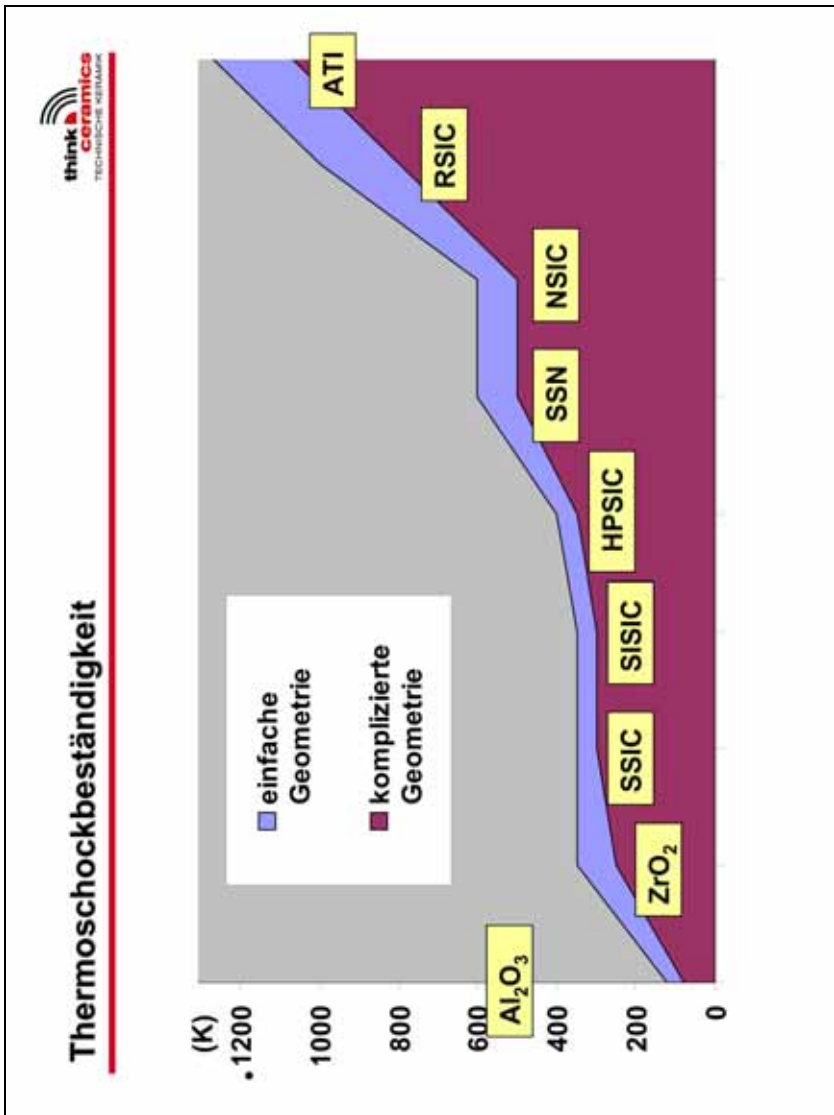 Thermoschockbeständigkeit
think
ceramics
TECHNISCHE KERAMIK
(K)
•1200
1000
800
600
400
200
0
einfache
Geometrie
komplizierte
Geometrie
Al₂O₃
ZrO₂
SSIC
SISIC
HPSIC
SSN
NSIC
RSIC
ATI